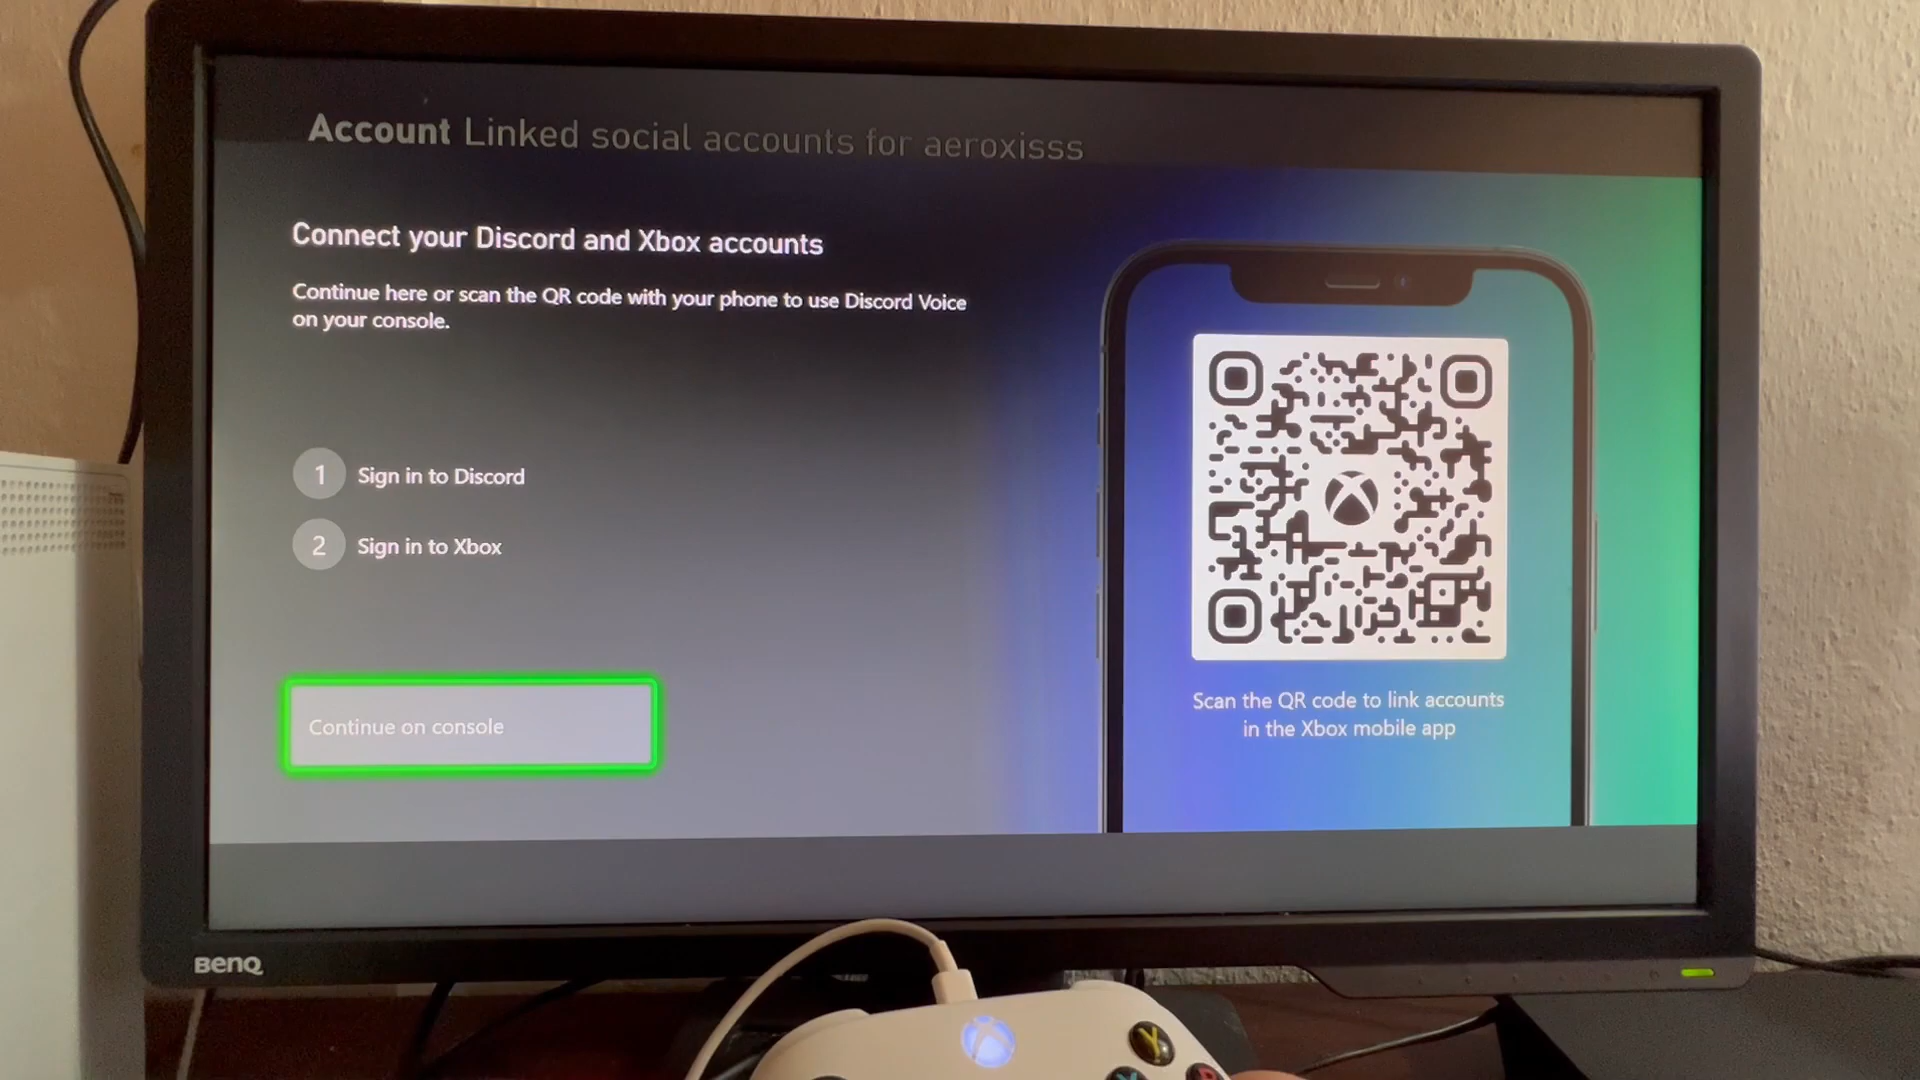 Account Linked social accounts for aeroxisss
Connect your Discord and Xbox accounts
Continue here or scan the QR code with your phone to use Discord Voice
on your console.
1 Sign in to Discord
2 Sign in to Xbox
Continue on console
Scan the QR code to link accounts
in the Xbox mobile app
BenQ
Y
X
B